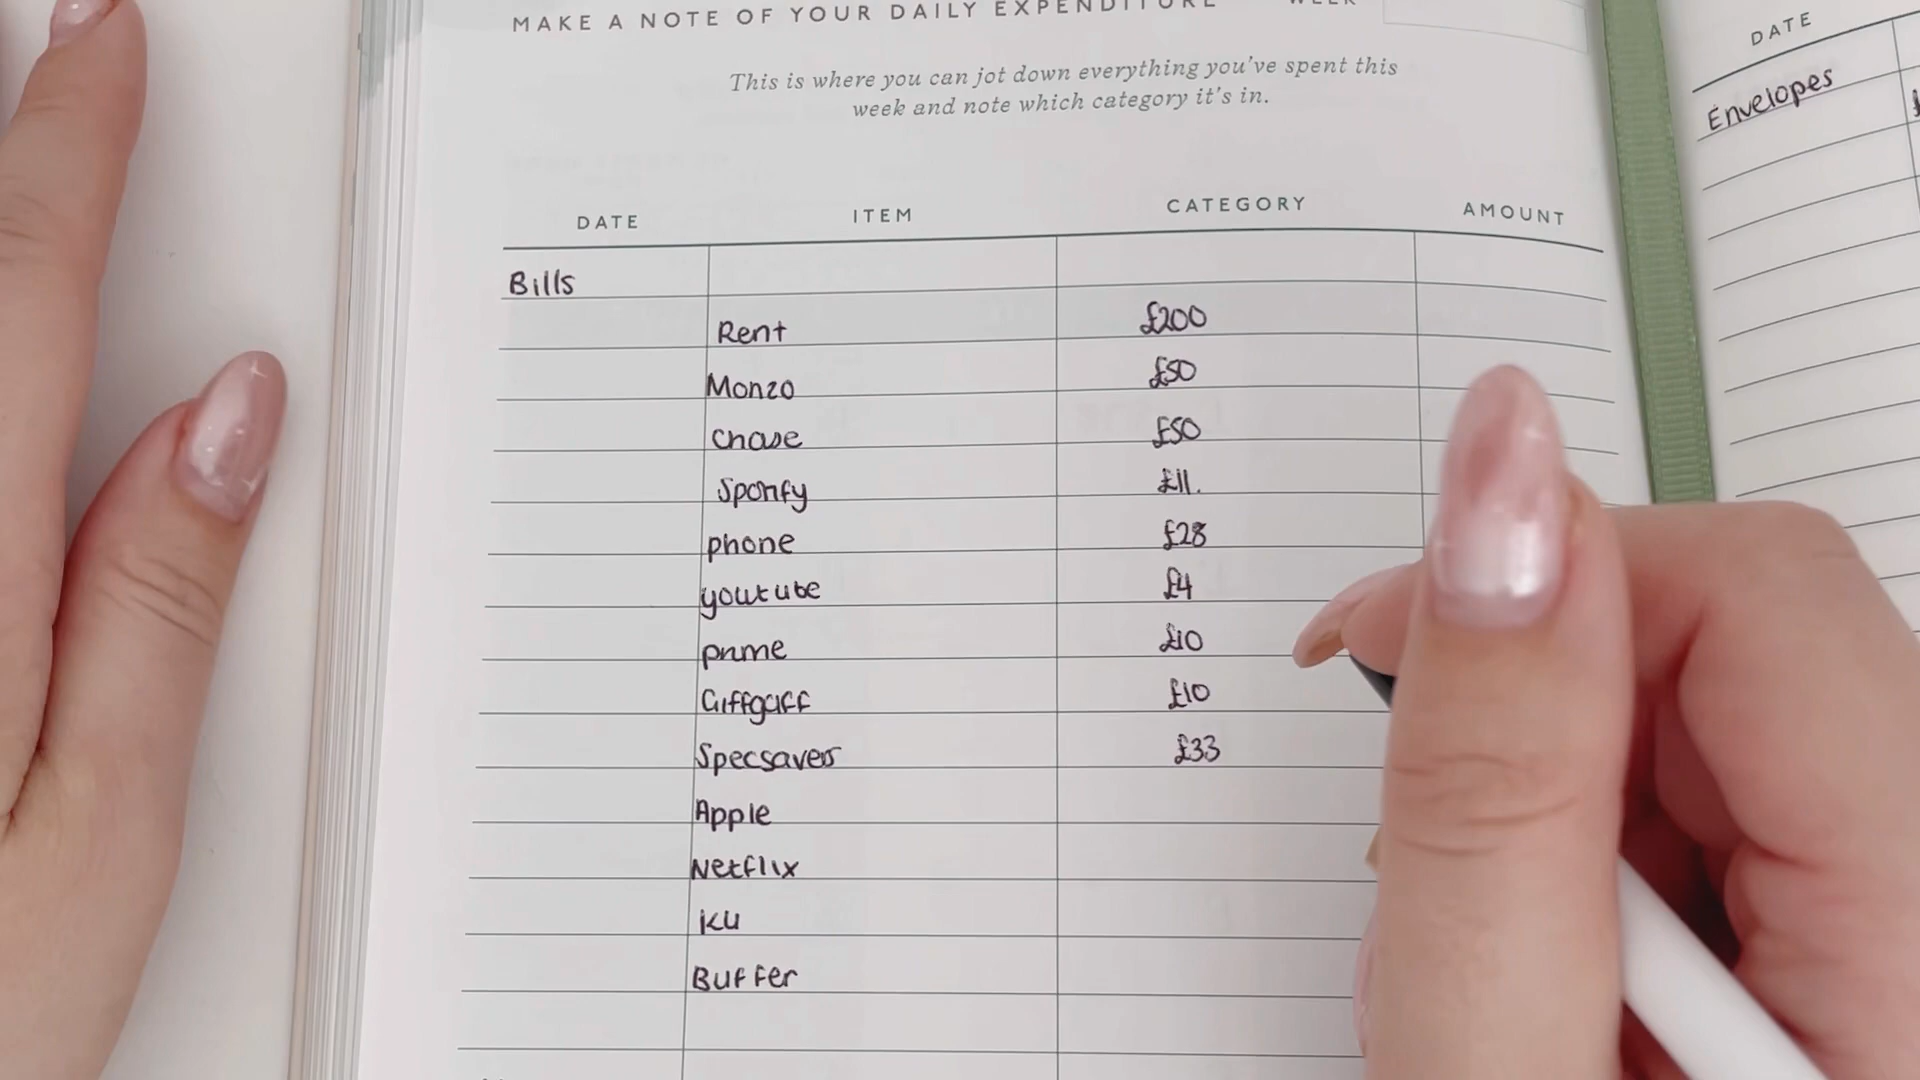 MAKE A NOTE OF YOUR DAILY EXPENDITURE WEEK
This is where you can jot down everything you've spent this
week and note which category it's in.
DATE ITEM CATEGORY AMOUNT
Bills
Rent £200
Monzo £50
Chase £50
Spotify £11.
phone £28
youtube £4
prime £10
Giffgaff £10
Specsavers £33
Apple
Netflix
KU
Buffer
DATE
Envelopes